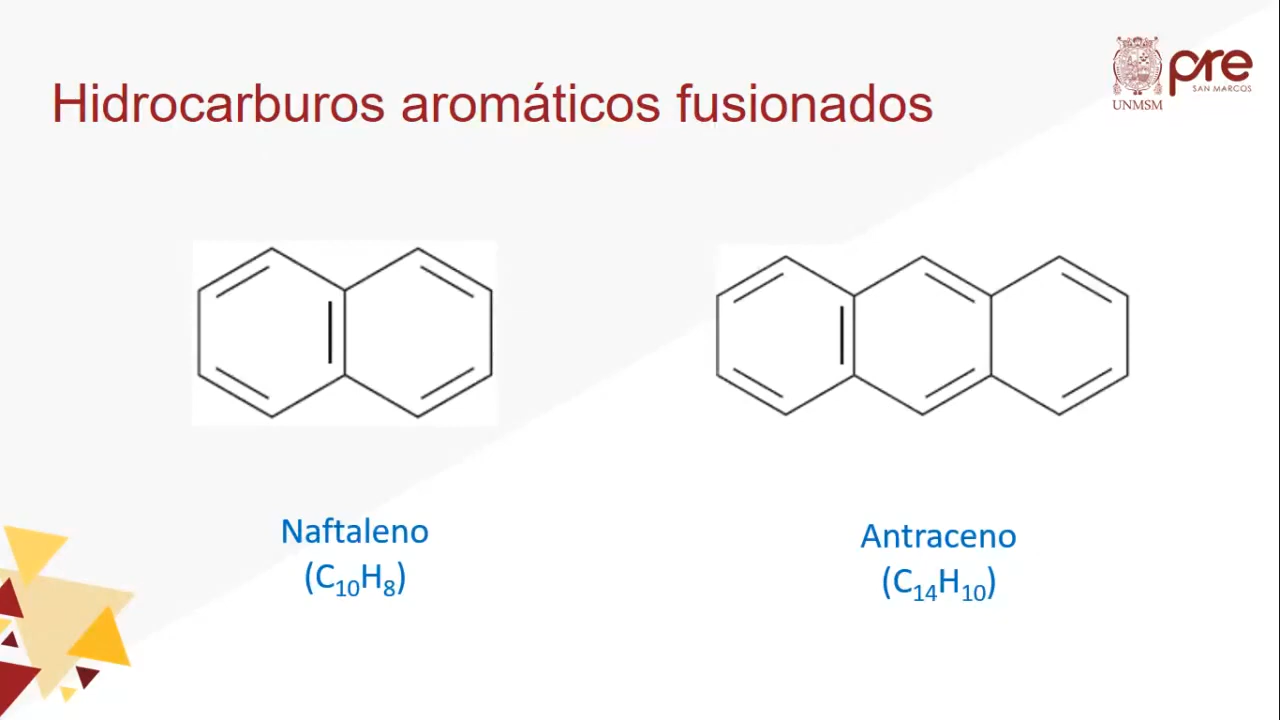 Hidrocarburos aromáticos fusionados
UNMSM
pre
SAN MARCOS
Naftaleno
(C₁₀H₈)
Antraceno
(C₁₄H₁₀)